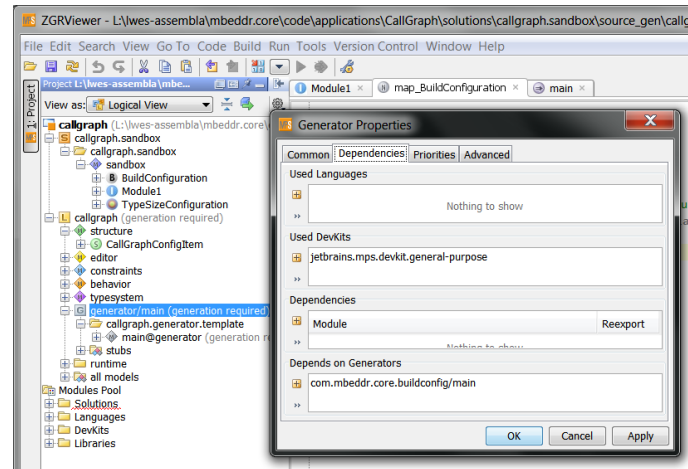 ZGRViewer - L:\lwes-assembla\mbeddr.core\code\applications\CallGraph\solutions\callgraph.sandbox\source_gen\callg
File Edit Search View Go To Code Build Run Tools Version Control Window Help
Project L:\lwes-assembla\mbe...
Module1
map_BuildConfiguration
main
1: Project
View as: Logical View
callgraph (L:\lwes-assembla\mbeddr.core\
callgraph.sandbox
callgraph.sandbox
sandbox
BuildConfiguration
Module1
TypeSizeConfiguration
callgraph (generation required)
structure
CallGraphConfigItem
editor
constraints
behavior
typesystem
generator/main (generation required)
callgraph.generator.template
main@generator (generation r
stubs
runtime
all models
Modules Pool
Solutions
Languages
DevKits
Libraries
Generator Properties
Common Dependencies Priorities Advanced
Used Languages
Nothing to show
Used DevKits
jetbrains.mps.devkit.general-purpose
Dependencies
Module Reexport
Nothing to show
Depends on Generators
com.mbeddr.core.buildconfig/main
OK Cancel Apply